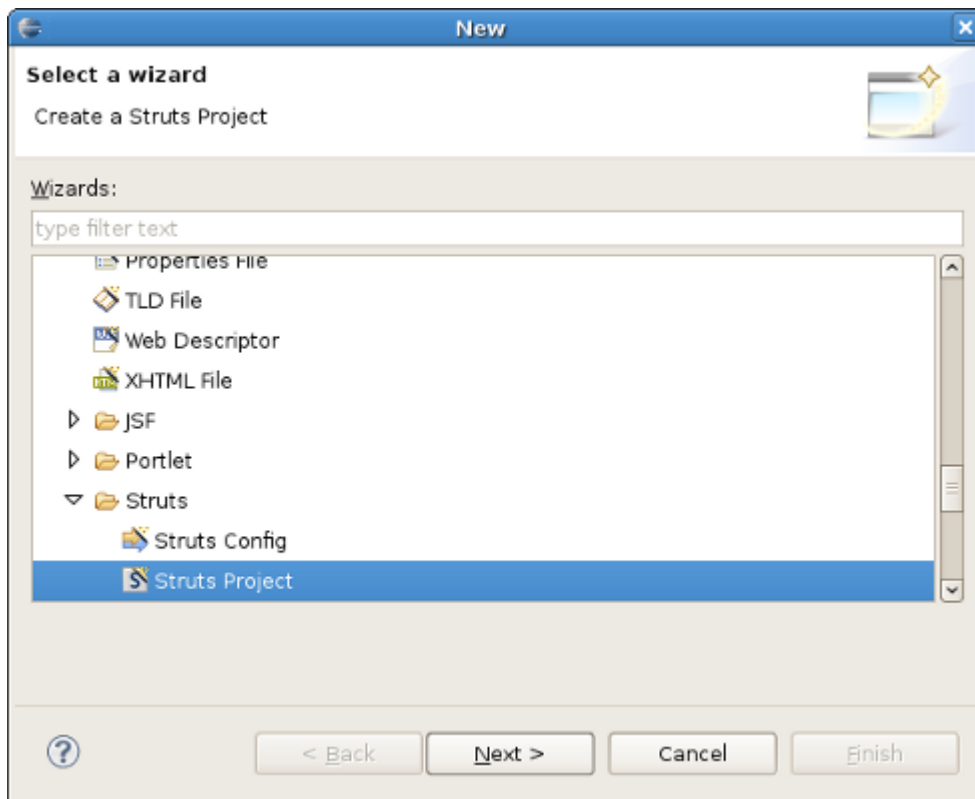 New
Select a wizard
Create a Struts Project
Wizards:
type filter text
Properties File
TLD File
Web Descriptor
XHTML File
JSF
Portlet
Struts
Struts Config
Struts Project
< Back Next > Cancel Finish